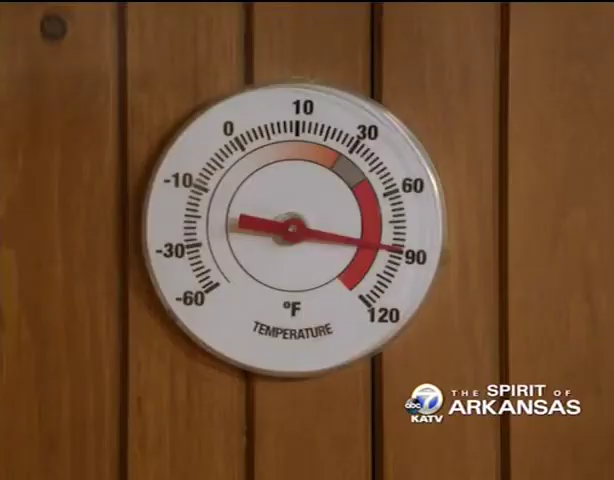 10
0
30
-10
60
-30
90
-60
120
°F
TEMPERATURE
THE SPIRIT OF
abc 7
ARKANSAS
KATV